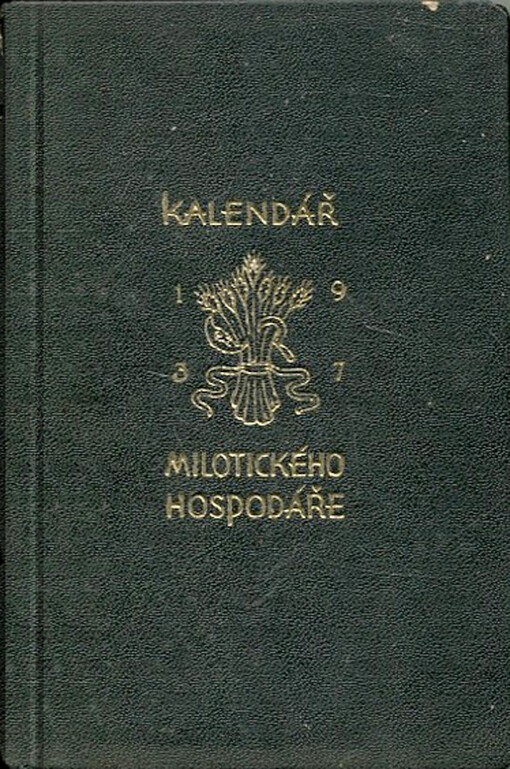 KALENDÁŘ
1 9
3 7
MILOTICKÉHO
HOSPODÁŘE